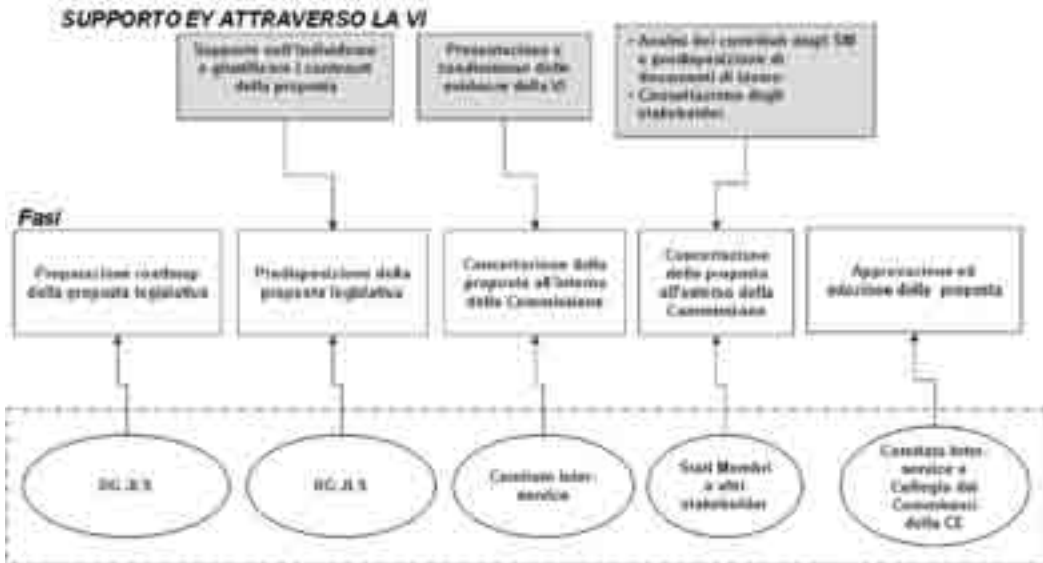 SUPPORTO EY ATTRAVERSO LA VI
Supporto nell'individuare
e giustificare i contenuti
della proposta
Presentazione e
condivisione delle
evidenze della VI
• Analisi dei contributi degli SM
e predisposizione di
documenti di lavoro
• Consultazione degli
stakeholder
Fasi
Preparazione roadmap
della proposta legislativa
Predisposizione della
proposta legislativa
Concertazione della
proposta all'interno
della Commissione
Concertazione
della proposta
all'esterno della
Commissione
Approvazione ed
adozione della proposta
DG JLS
DG JLS
Comitato Inter-
service
Stati Membri
e altri
stakeholder
Comitato Inter-
service e
Collegio dei
Commissari
della CE